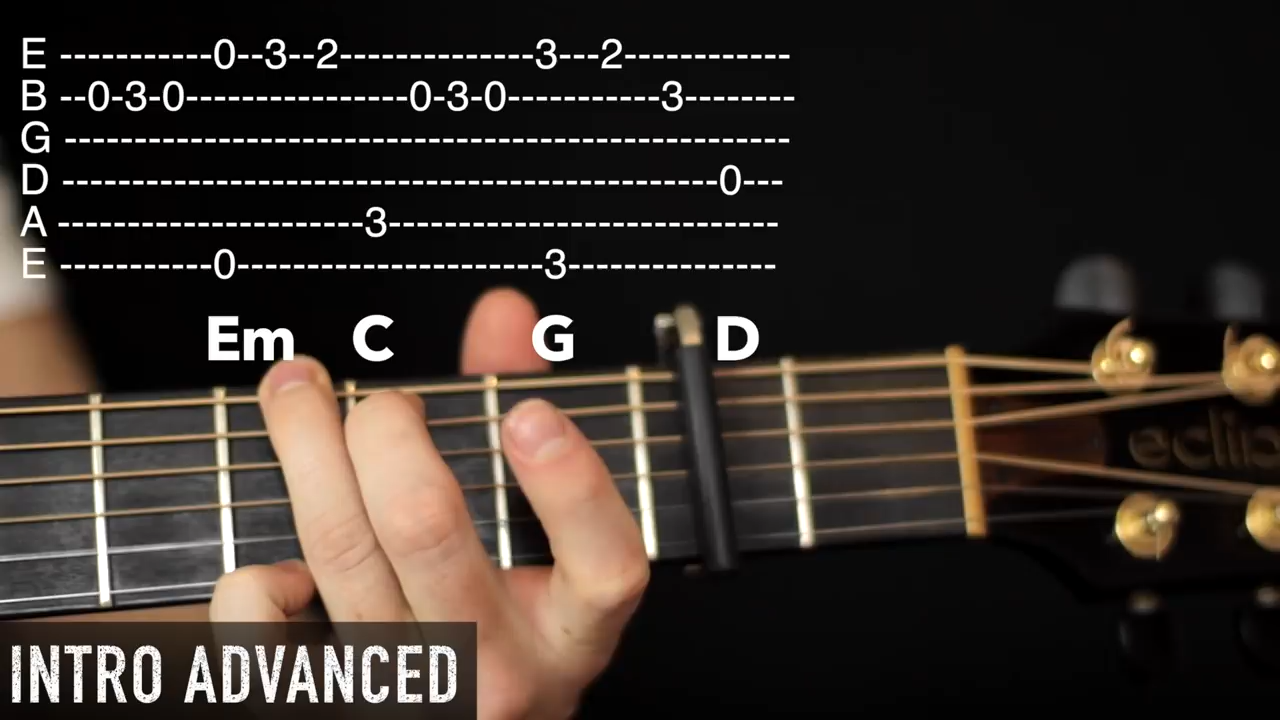 E -----------0--3--2---------------3---2------------
B --0-3-0----------------0-3-0-----------3--------
G ----------------------------------------------------
D -----------------------------------------------0---
A ----------------------3----------------------------
E -----------0----------------------3---------------
Em C G D
INTRO ADVANCED